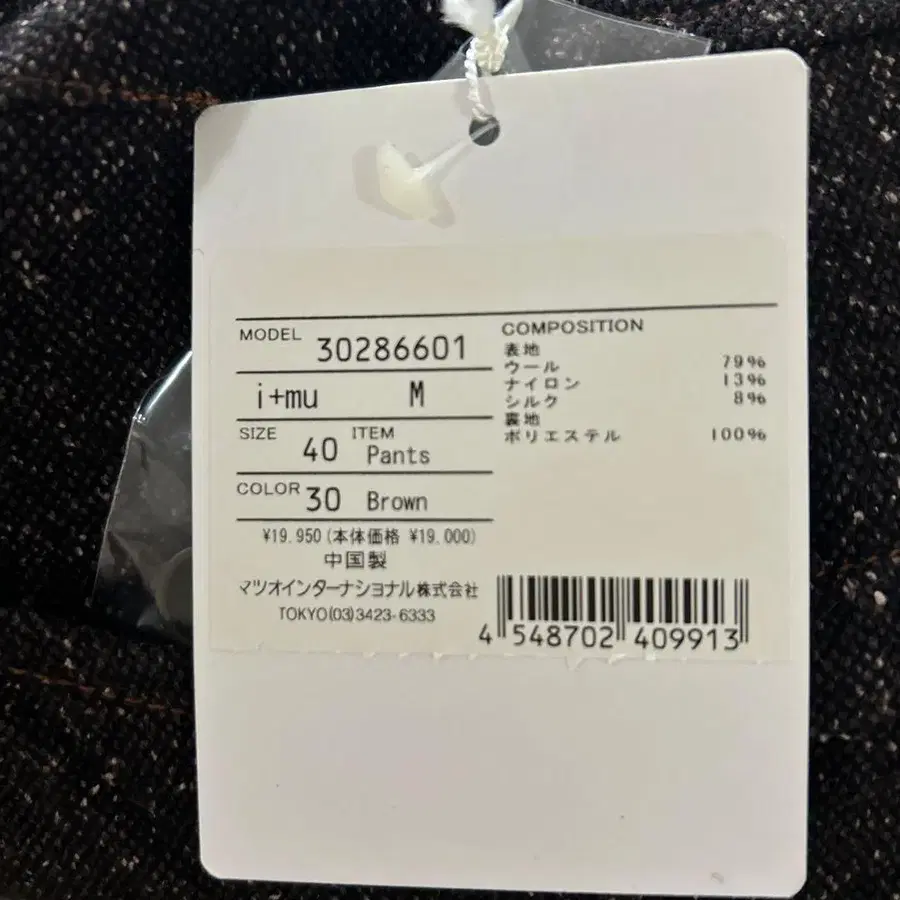 MODEL 30286601
i+mu M
SIZE 40 ITEM Pants
COLOR 30 Brown
¥19,950(本体価格 ¥19,000)
中国製
マツオインターナショナル株式会社
TOKYO(03)3423-6333
COMPOSITION
表地
ウール 79%
ナイロン 13%
シルク 8%
裏地
ポリエステル 100%
4 548702 409913